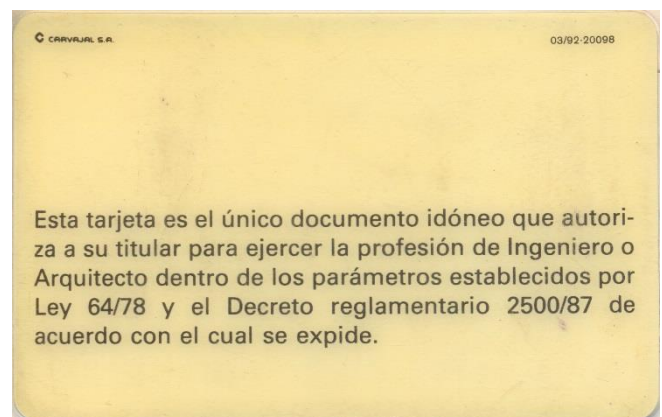 C CARVAJAL S.A.
03/92-20098
Esta tarjeta es el único documento idóneo que autori-
za a su titular para ejercer la profesión de Ingeniero o
Arquitecto dentro de los parámetros establecidos por
Ley 64/78 y el Decreto reglamentario 2500/87 de
acuerdo con el cual se expide.